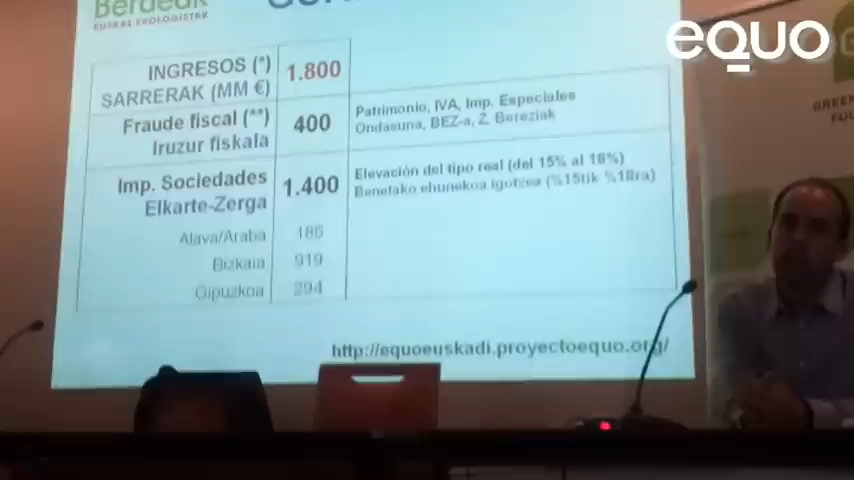 Berdeak
EUSKAL EKOLOGISTAK
equo
INGRESOS (*)
SARRERAK (MM €)
1.800
Fraude fiscal (**)
Iruzur fiskala
400
Patrimonio, IVA, Imp. Especiales
Ondasuna, BEZ-a, Z. Bereziak
Imp. Sociedades
Elkarte-Zerga
1.400
Elevación del tipo real (del 15% al 18%)
Benetako ehunekoa igotzea (%15tik %18ra)
Alava/Araba 186
Bizkaia 919
Gipuzkoa 294
http://equoeuskadi.proyectoequo.org/
GREEN